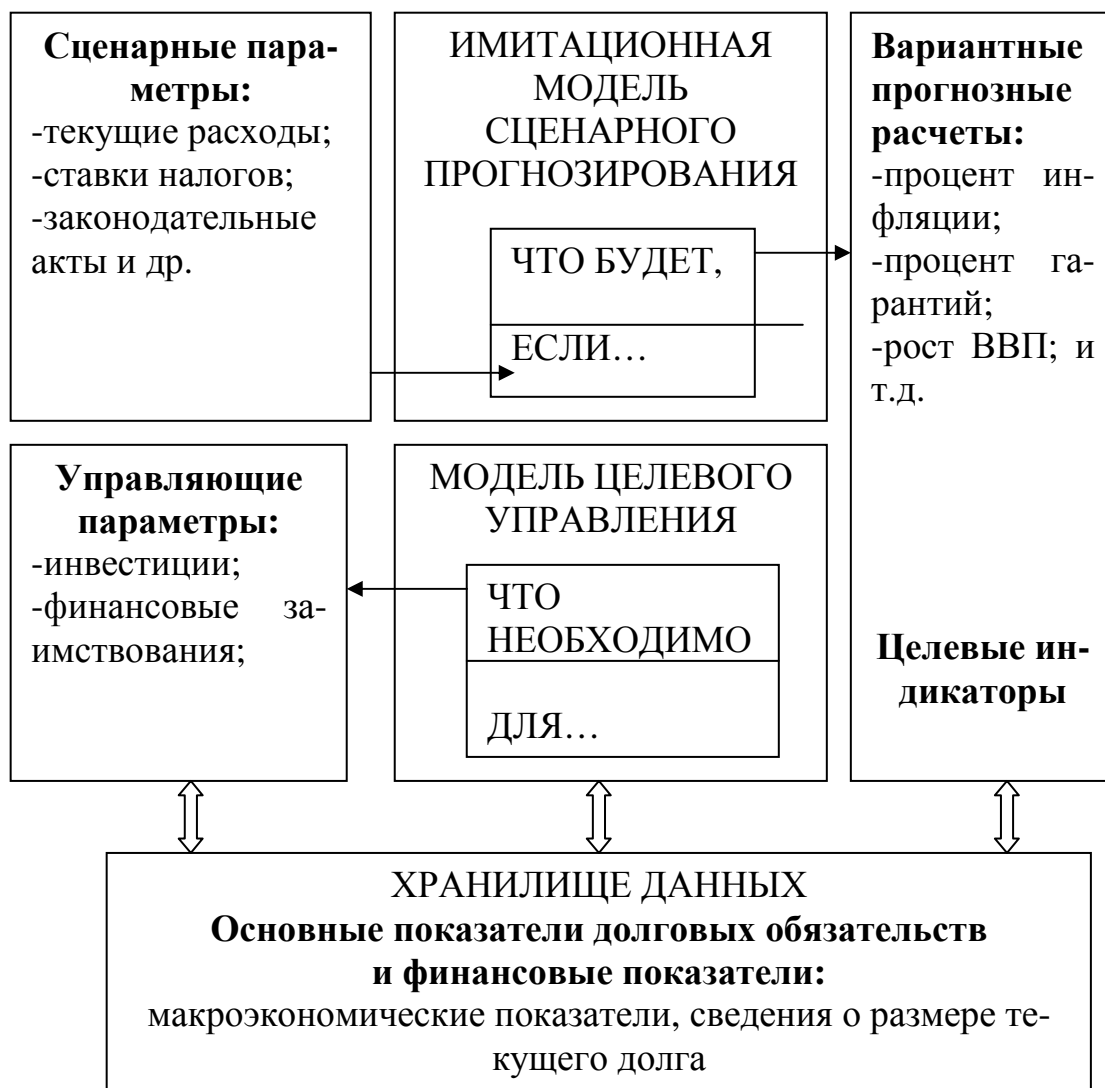 Сценарные пара-
метры:
-текущие расходы;
-ставки налогов;
-законодательные
акты и др.
ИМИТАЦИОННАЯ
МОДЕЛЬ
СЦЕНАРНОГО
ПРОГНОЗИРОВАНИЯ
ЧТО БУДЕТ,
ЕСЛИ…
Вариантные
прогнозные
расчеты:
-процент ин-
фляции;
-процент га-
рантий;
-рост ВВП; и
т.д.
Целевые ин-
дикаторы
Управляющие
параметры:
-инвестиции;
-финансовые за-
имствования;
МОДЕЛЬ ЦЕЛЕВОГО
УПРАВЛЕНИЯ
ЧТО
НЕОБХОДИМО
ДЛЯ…
ХРАНИЛИЩЕ ДАННЫХ
Основные показатели долговых обязательств
и финансовые показатели:
макроэкономические показатели, сведения о размере те-
кущего долга